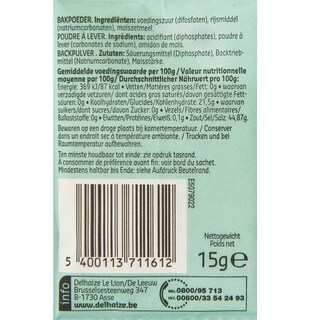 BAKPOEDER. Ingrediënten: voedingszuur (difosfaten), rijsmiddel
(natriumcarbonaten), maïszetmeel.
POUDRE À LEVER. Ingrédients: acidifiant (diphosphates), poudre à
lever (carbonates de sodium), amidon de maïs.
BACKPULVER . Zutaten: Säuerungsmittel (Diphosphate), Backtrieb-
mittel (Natriumcarbonate), Maisstärke.
Gemiddelde voedingswaarde per 100g / Valeur nutritionnelle
moyenne par 100g / Durchschnittlicher Nährwert pro 100g:
Energie: 369 kJ/87 kcal • Vetten/Matières grasses/Fett: 0g • waarvan
verzadigde vetzuren/ dont acides gras saturés/davon gesättigte Fett-
säuren: 0g • Koolhydraten/Glucides/Kohlenhydrate: 21,5g • waarvan
suikers/dont sucres/davon Zucker: 0g • Vezels/Fibres alimentaires/
Ballaststoffe: 0g • Eiwitten/Protéines/Eiweiß: 0,1g • Zout/Sel/Salz: 44,87g.
Bewaren op een droge plaats bij kamertemperatuur. / Conserver
dans un endroit sec et à température ambiante. / Trocken und bei
Raumtemperatur aufbewahren.
Ten minste houdbaar tot einde: zie opdruk tasrand.
À consommer de préférence avant fin: voir bord du sachet.
Mindestens haltbar bis Ende: siehe Aufdruck Beutelrand.
E5079022
5 400113 711612
Nettogewicht
Poids net
15g e
info
Delhaize Le Lion/De Leeuw
Brusselsesteenweg 347
B-1730 Asse
www.delhaize.be
BE 0800/95 713
LUX 0800/33 54 24 93